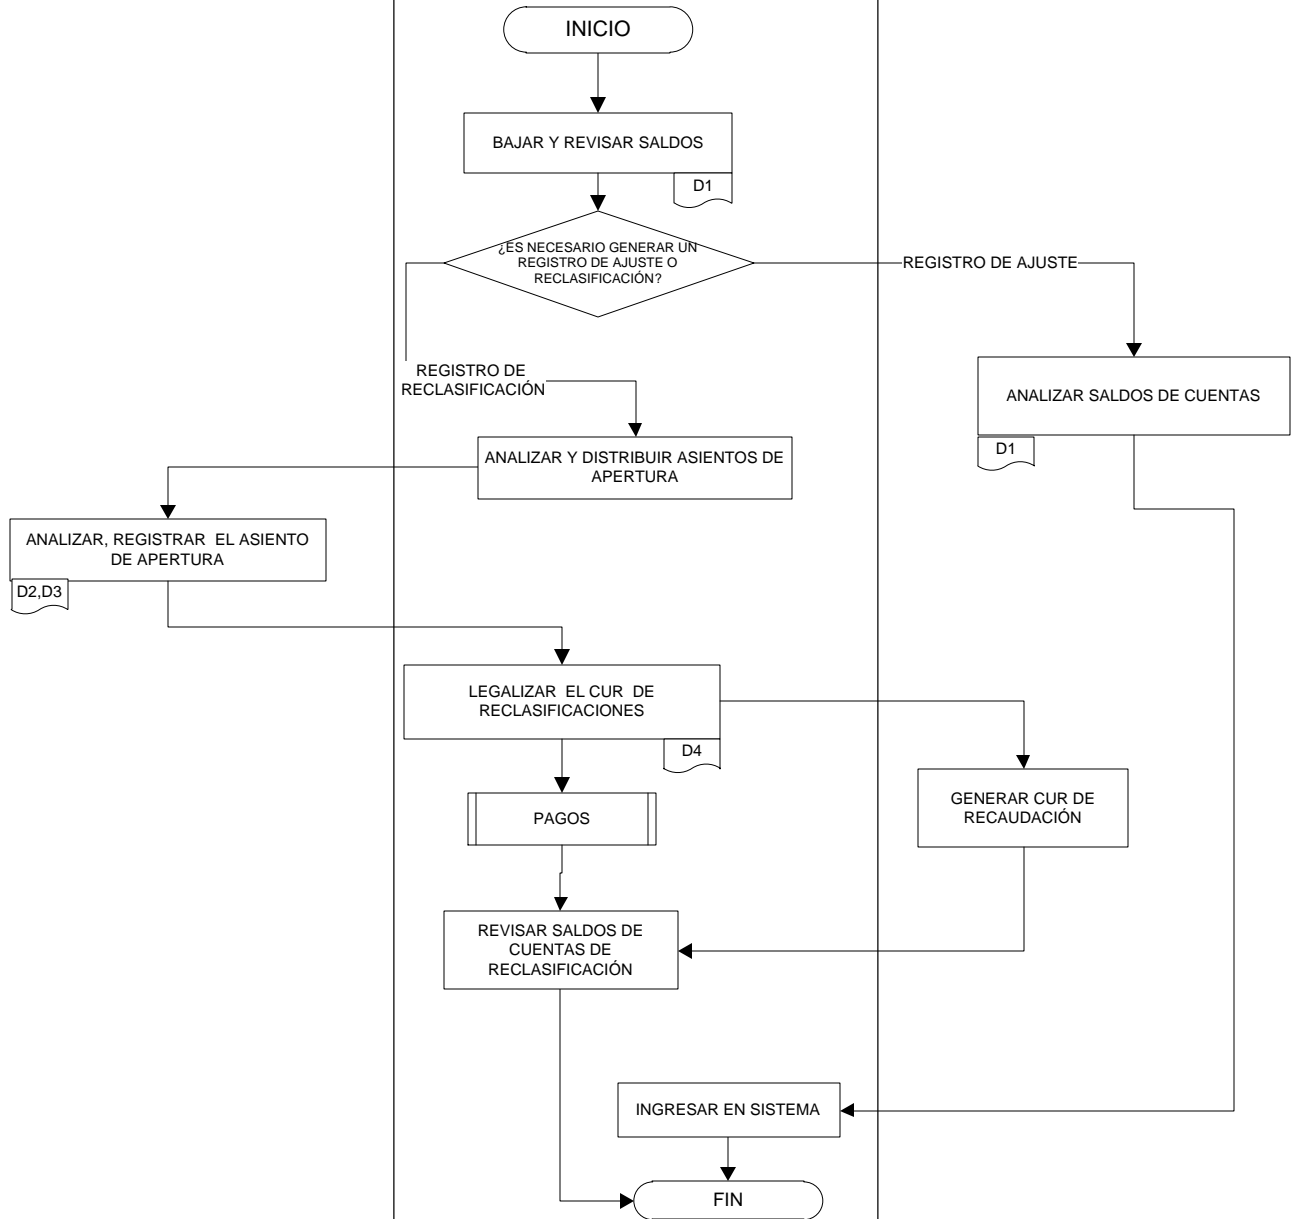 INICIO
BAJAR Y REVISAR SALDOS
D1
¿ES NECESARIO GENERAR UN
REGISTRO DE AJUSTE O
RECLASIFICACIÓN?
REGISTRO DE AJUSTE
REGISTRO DE
RECLASIFICACIÓN
ANALIZAR SALDOS DE CUENTAS
D1
ANALIZAR Y DISTRIBUIR ASIENTOS DE
APERTURA
ANALIZAR, REGISTRAR EL ASIENTO
DE APERTURA
D2,D3
LEGALIZAR EL CUR DE
RECLASIFICACIONES
D4
GENERAR CUR DE
RECAUDACIÓN
PAGOS
REVISAR SALDOS DE
CUENTAS DE
RECLASIFICACIÓN
INGRESAR EN SISTEMA
FIN